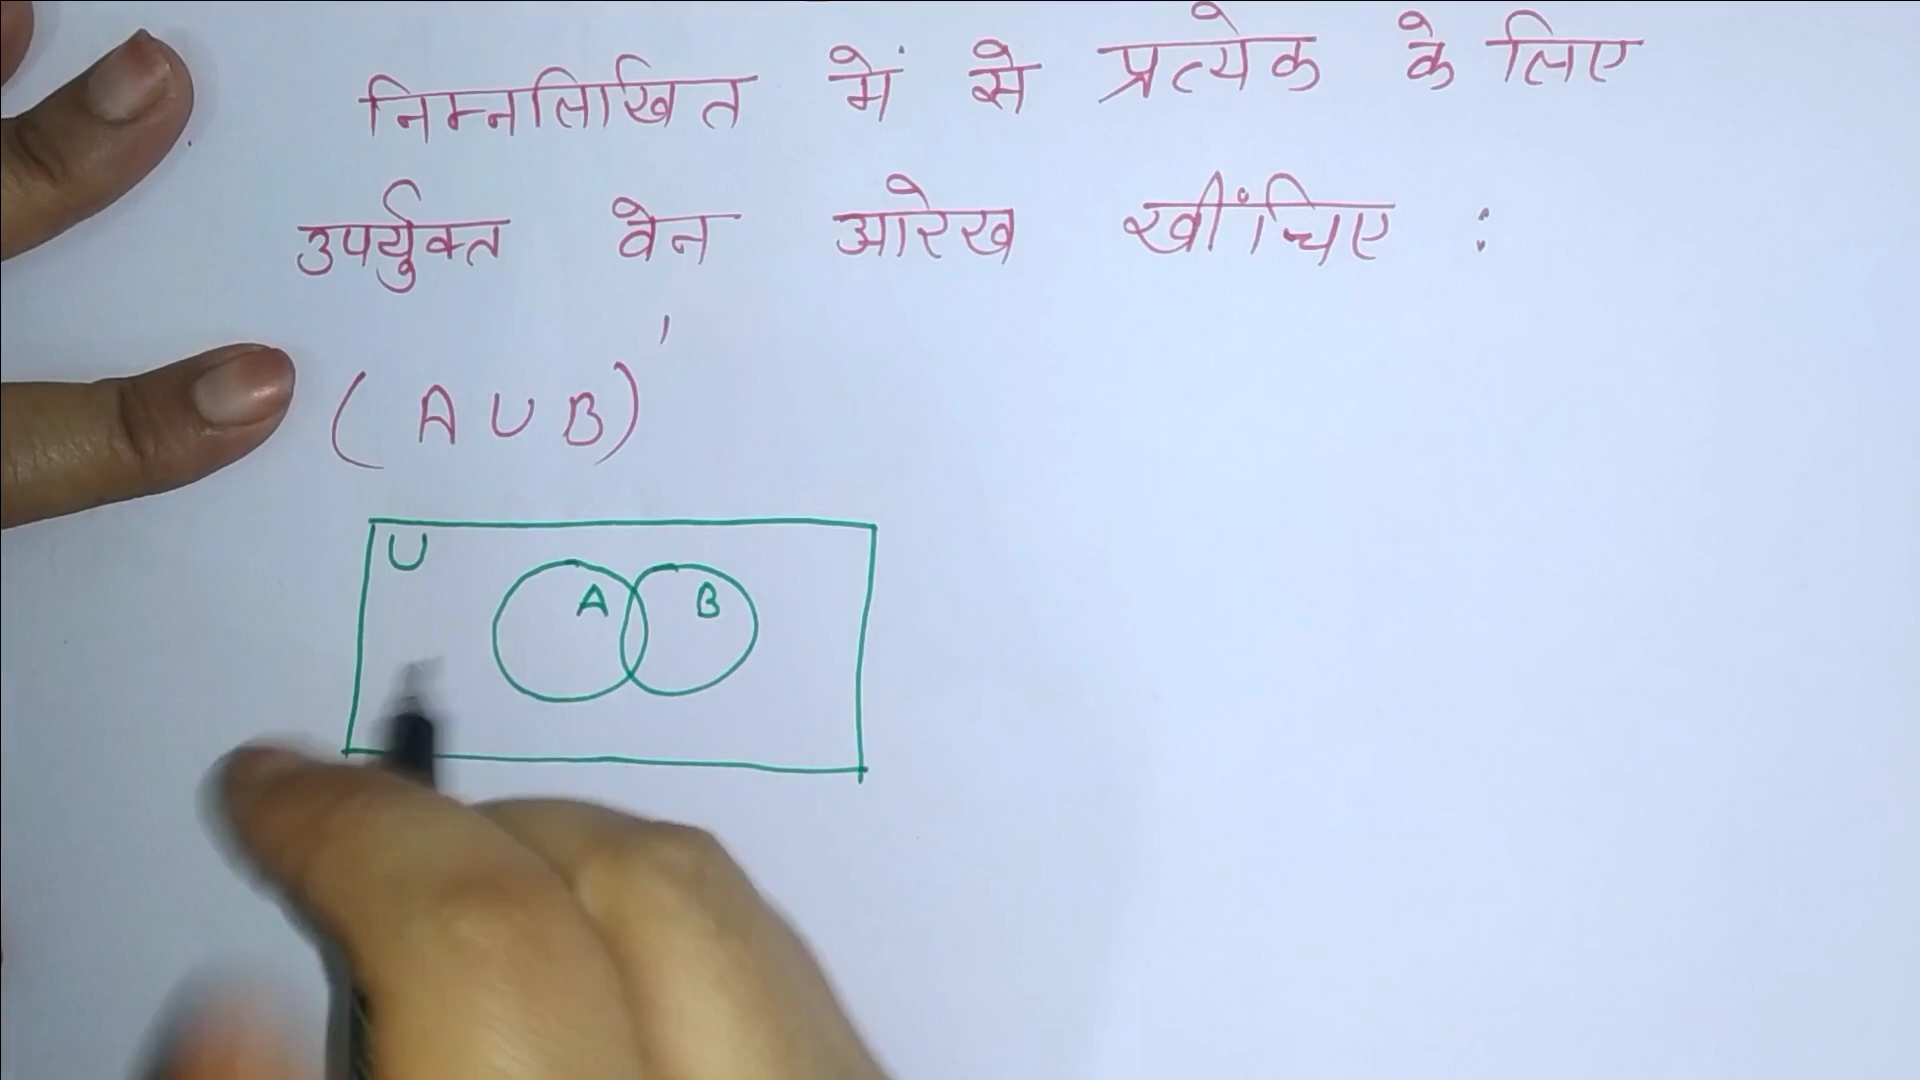 निम्नलिखित में से प्रत्येक के लिए
उपर्युक्त वेन आरेख खींचिए :
(A U B)'
U
A B